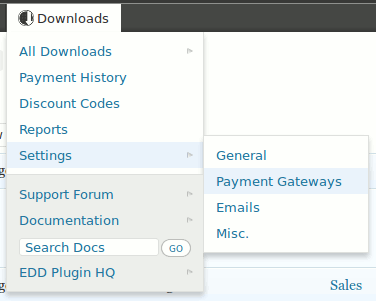 Downloads
All Downloads
Payment History
Discount Codes
Reports
Settings
General
Payment Gateways
Emails
Misc.
Support Forum
Documentation
Search Docs GO
EDD Plugin HQ
Sales